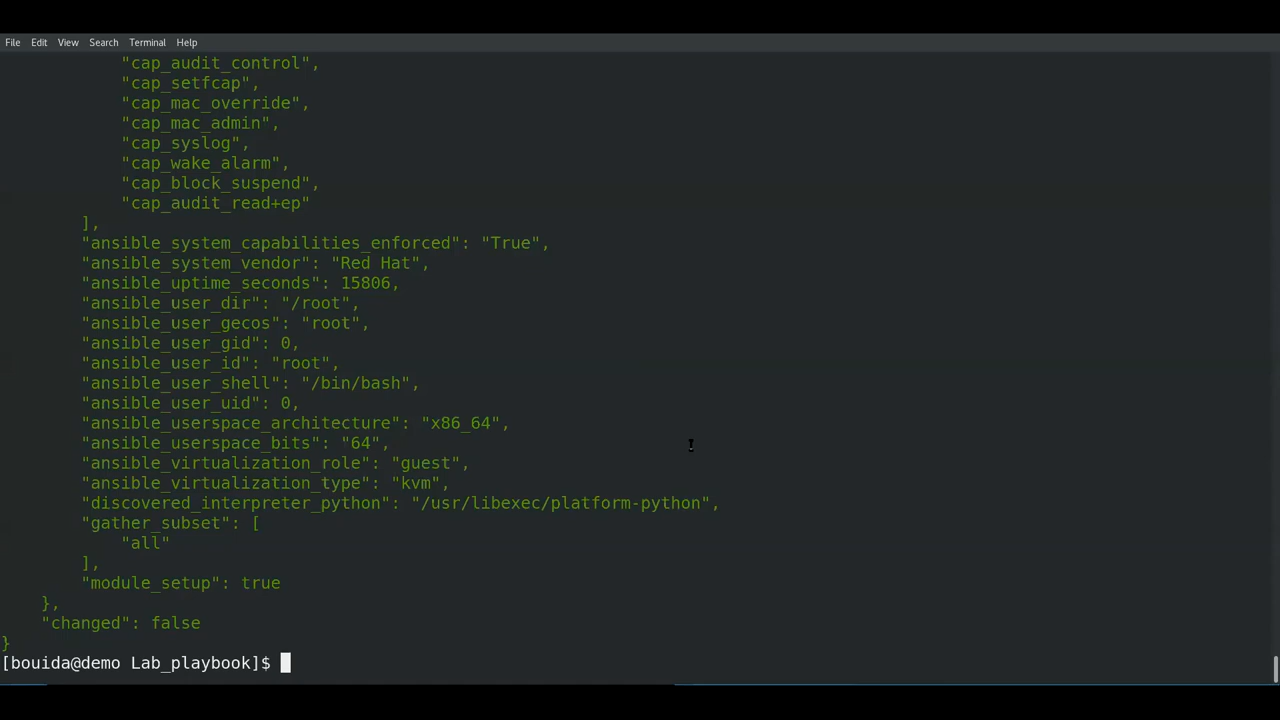 File Edit View Search Terminal Help
"cap_audit_control",
"cap_setfcap",
"cap_mac_override",
"cap_mac_admin",
"cap_syslog",
"cap_wake_alarm",
"cap_block_suspend",
"cap_audit_read+ep"
],
"ansible_system_capabilities_enforced": "True",
"ansible_system_vendor": "Red Hat",
"ansible_uptime_seconds": 15806,
"ansible_user_dir": "/root",
"ansible_user_gecos": "root",
"ansible_user_gid": 0,
"ansible_user_id": "root",
"ansible_user_shell": "/bin/bash",
"ansible_user_uid": 0,
"ansible_userspace_architecture": "x86_64",
"ansible_userspace_bits": "64",
"ansible_virtualization_role": "guest",
"ansible_virtualization_type": "kvm",
"discovered_interpreter_python": "/usr/libexec/platform-python",
"gather_subset": [
"all"
],
"module_setup": true
},
"changed": false
}
[bouida@demo Lab_playbook]$